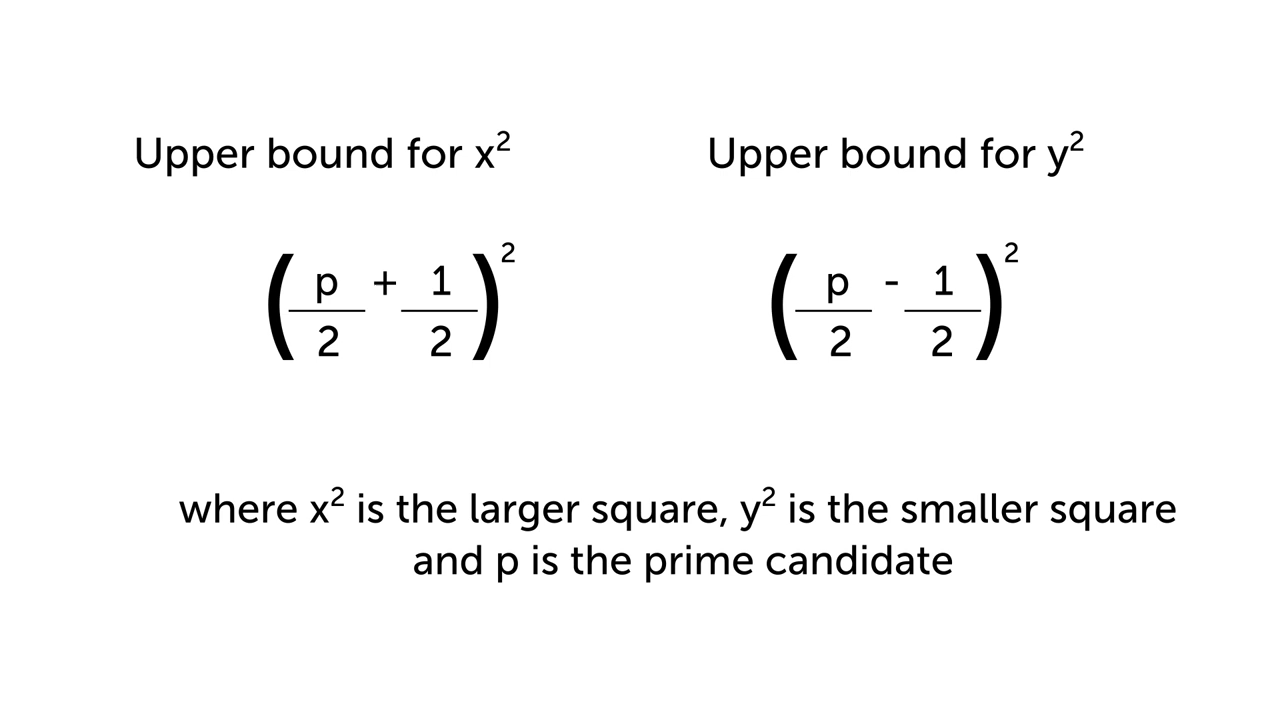 Upper bound for x²
(p/2 + 1/2)²
Upper bound for y²
(p/2 - 1/2)²
where x² is the larger square, y² is the smaller square
and p is the prime candidate